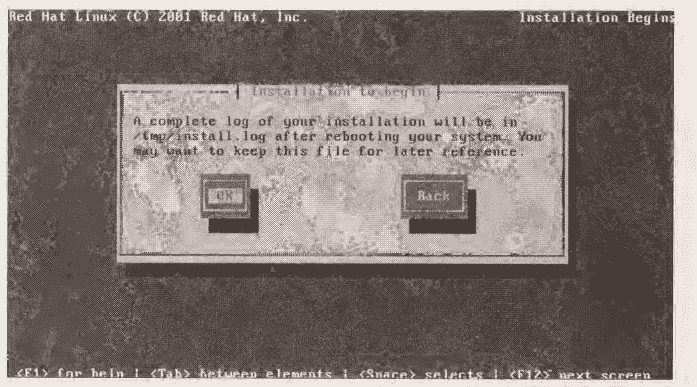 Red Hat Linux (C) 2001 Red Hat, Inc. Installation Begins
Installation to begin
A complete log of your installation will be in
/tmp/install.log after rebooting your system. You
may want to keep this file for later reference.
OK Back
<F1> for help | <Tab> between elements | <Space> selects | <F12> next screen